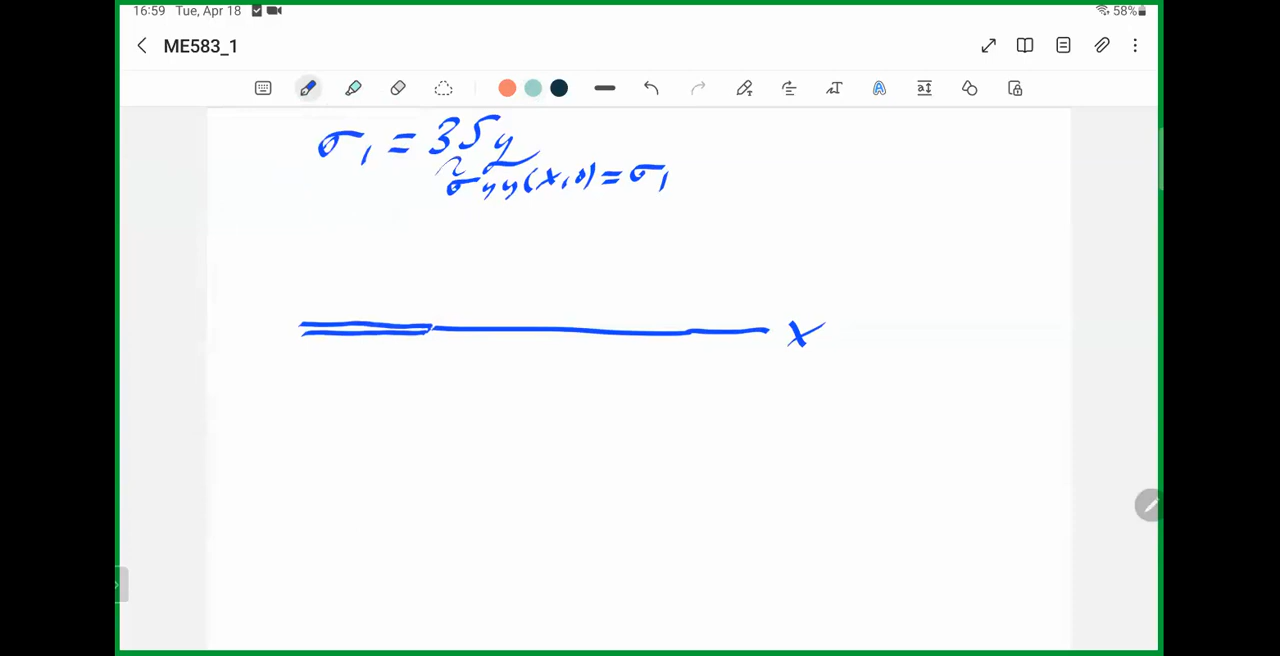 16:59 Tue, Apr 18 58%
ME583_1
σ₁ = 3Sy
σyy(x,0) = σ₁
x